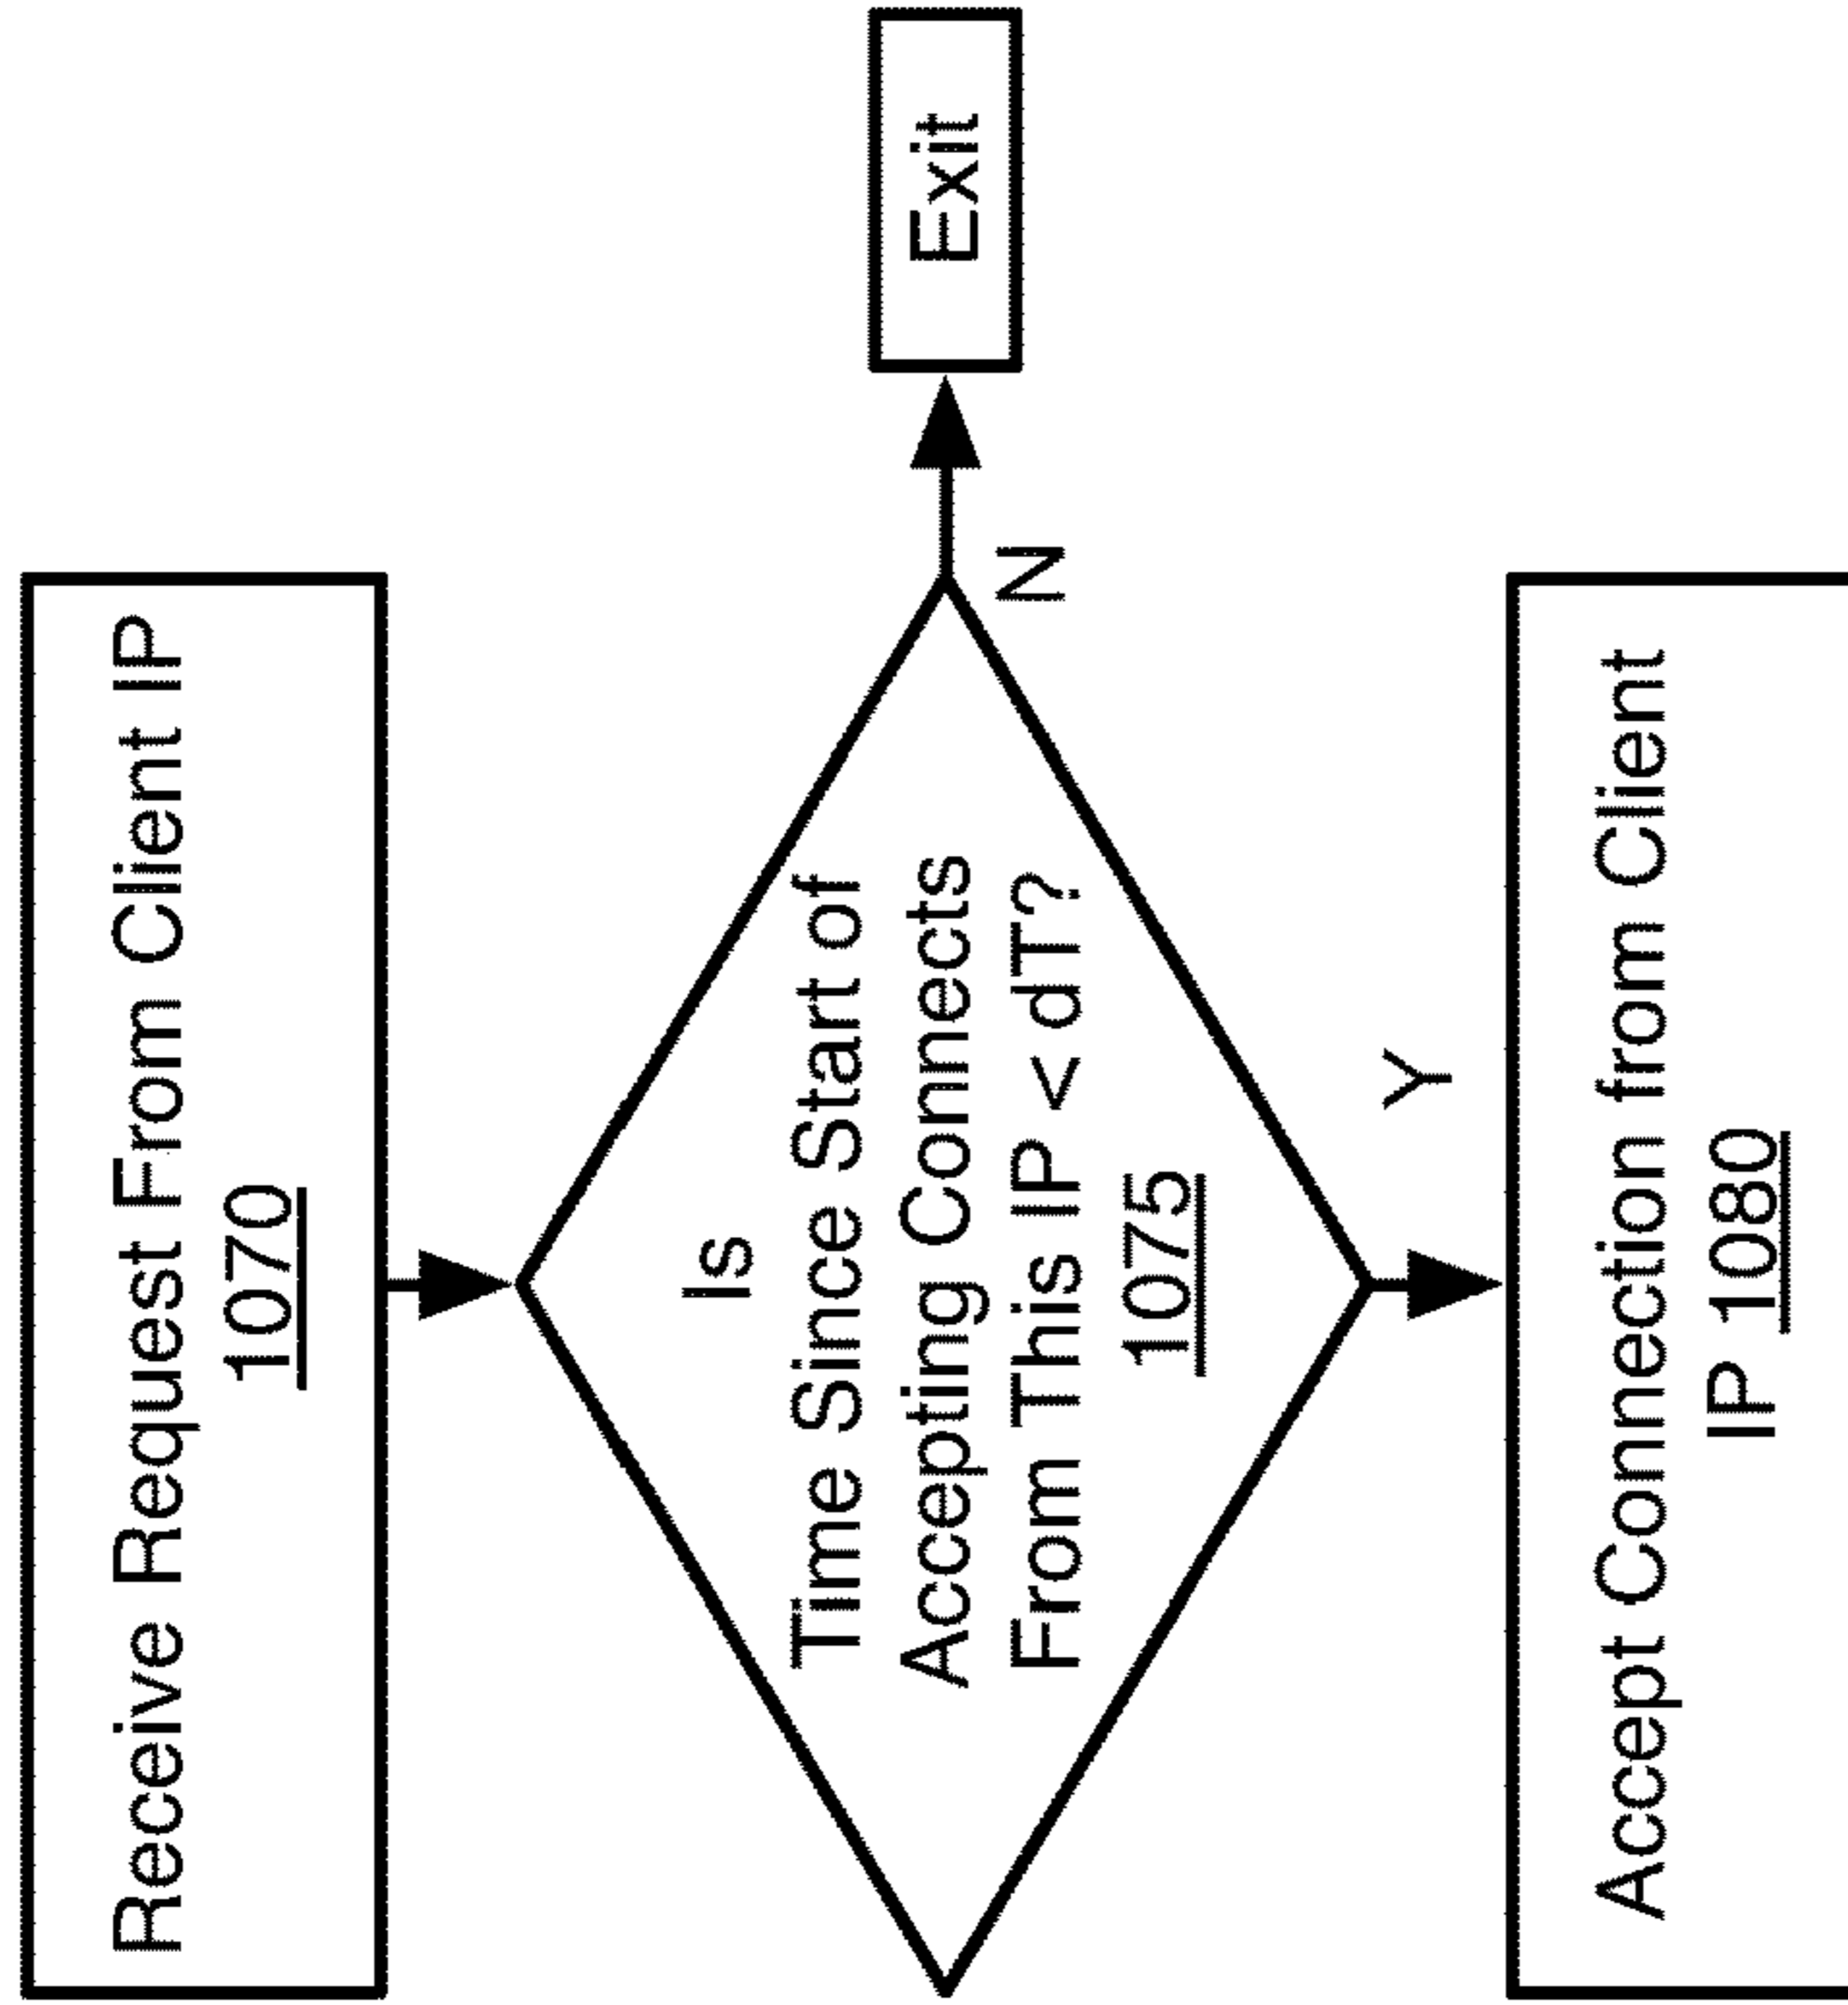 Receive Request From Client IP
1070
Is
Time Since Start of
Accepting Connects
From This IP < dT?
1075
N
Exit
Y
Accept Connection from Client
IP 1080